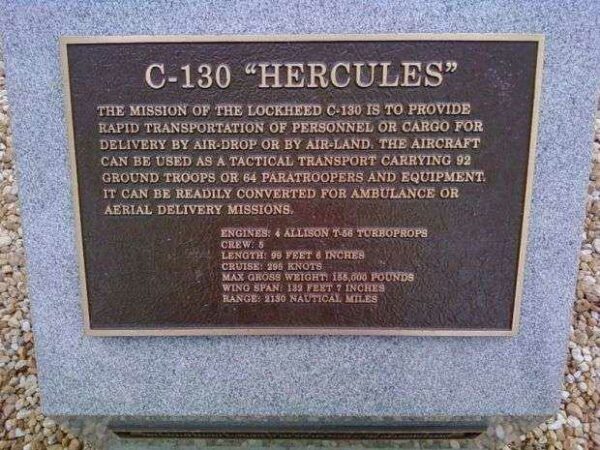 C-130 "HERCULES"
THE MISSION OF THE LOCKHEED C-130 IS TO PROVIDE
RAPID TRANSPORTATION OF PERSONNEL OR CARGO FOR
DELIVERY BY AIR-DROP OR BY AIR-LAND. THE AIRCRAFT
CAN BE USED AS A TACTICAL TRANSPORT CARRYING 92
GROUND TROOPS OR 64 PARATROOPERS AND EQUIPMENT.
IT CAN BE READILY CONVERTED FOR AMBULANCE OR
AERIAL DELIVERY MISSIONS.
ENGINES: 4 ALLISON T-56 TURBOPROPS
CREW: 5
LENGTH: 99 FEET 6 INCHES
CRUISE: 295 KNOTS
MAX GROSS WEIGHT: 155,000 POUNDS
WING SPAN: 132 FEET 7 INCHES
RANGE: 2130 NAUTICAL MILES